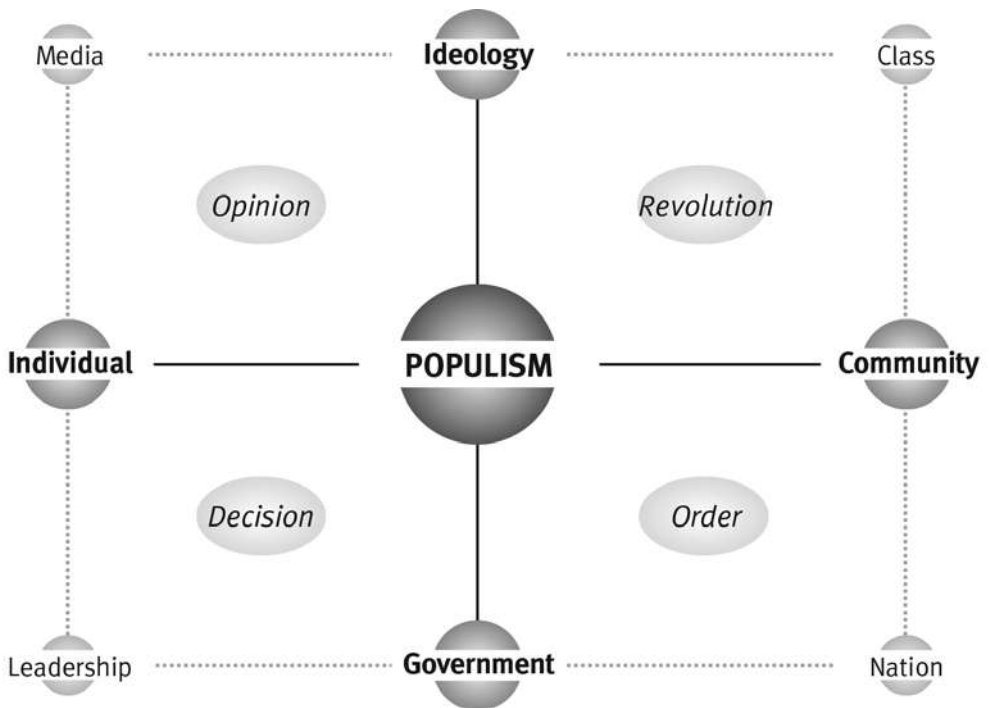 Media
Ideology
Class
Opinion
Revolution
Individual
POPULISM
Community
Decision
Order
Leadership
Government
Nation